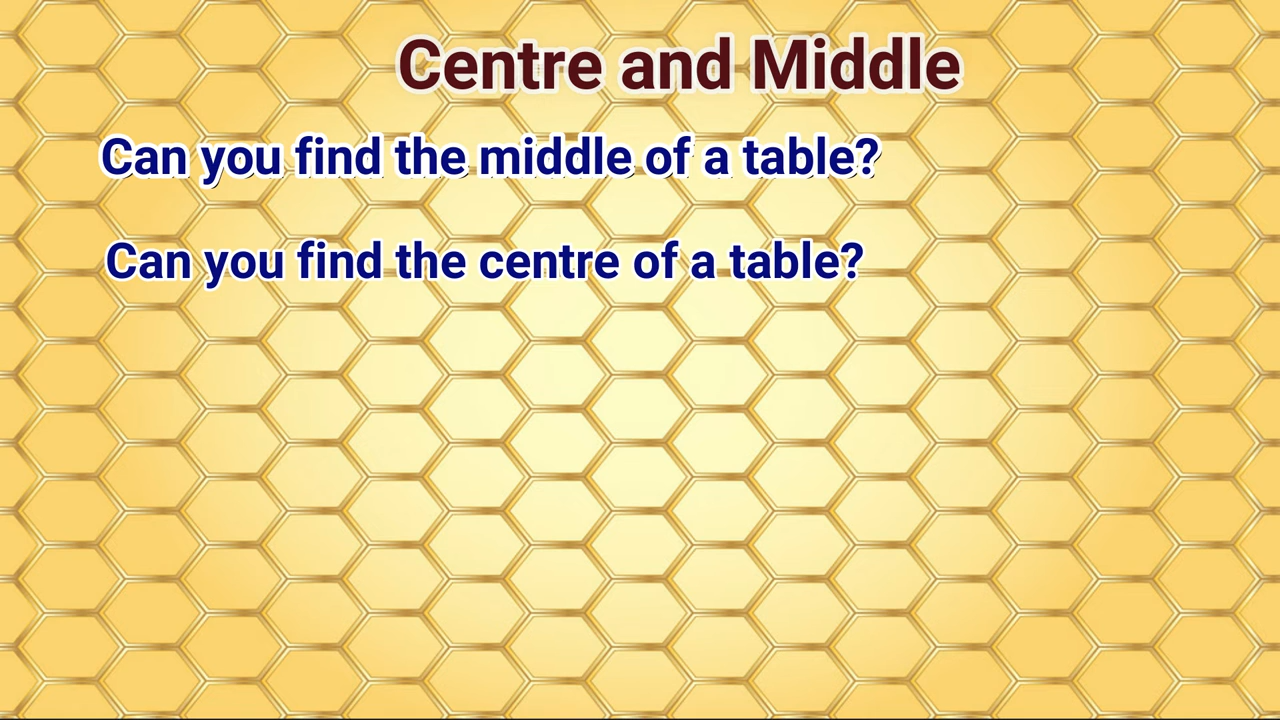 Centre and Middle
Can you find the middle of a table?
Can you find the centre of a table?